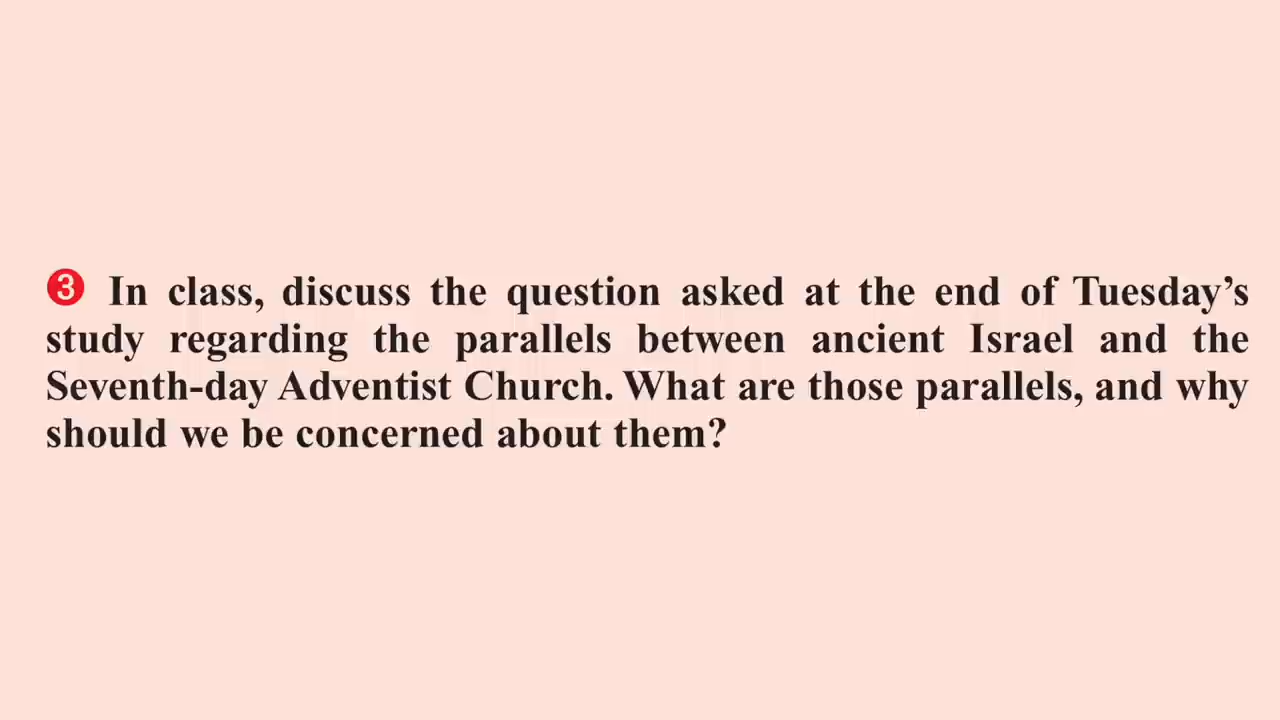 ❸ In class, discuss the question asked at the end of Tuesday’s
study regarding the parallels between ancient Israel and the
Seventh-day Adventist Church. What are those parallels, and why
should we be concerned about them?